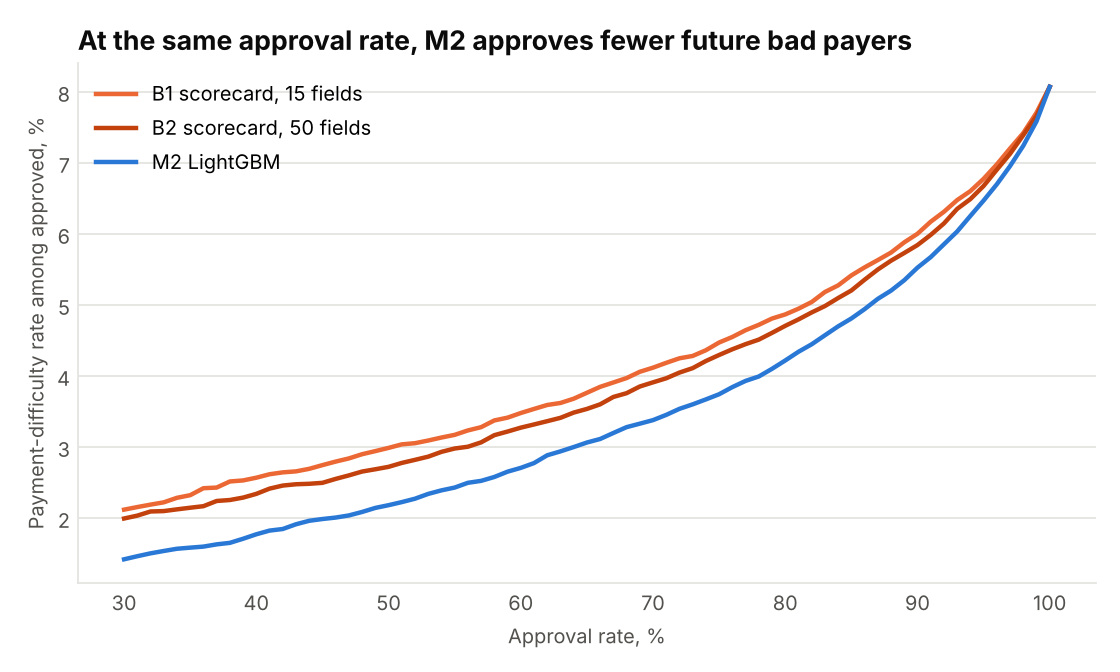 At the same approval rate, M2 approves fewer future bad payers
B1 scorecard, 15 fields
B2 scorecard, 50 fields
M2 LightGBM
Payment-difficulty rate among approved, %
8
7
6
5
4
3
2
30 40 50 60 70 80 90 100
Approval rate, %